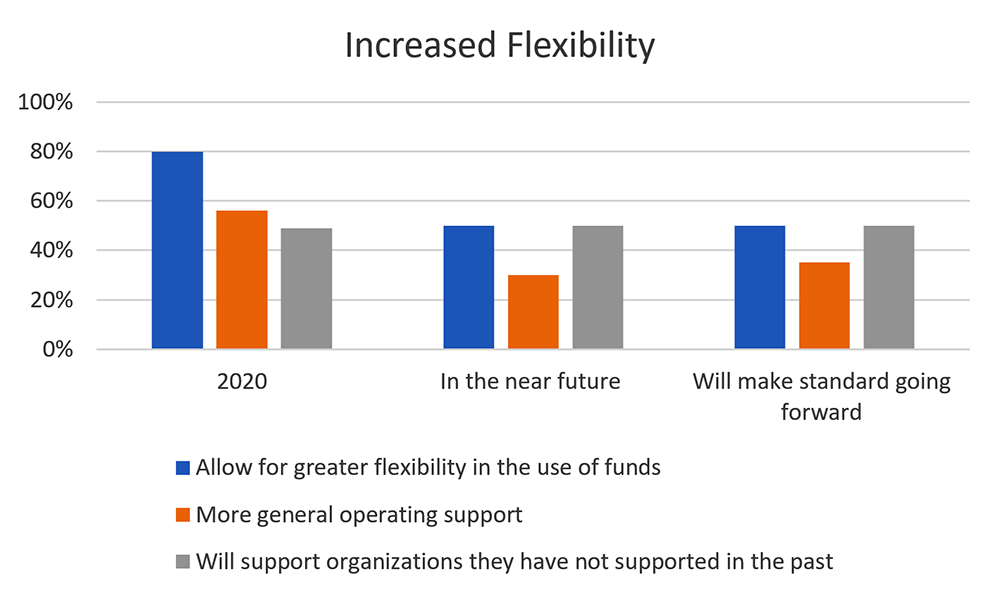 Increased Flexibility
100%
80%
60%
40%
20%
0%
2020
In the near future
Will make standard going
forward
Allow for greater flexibility in the use of funds
More general operating support
Will support organizations they have not supported in the past